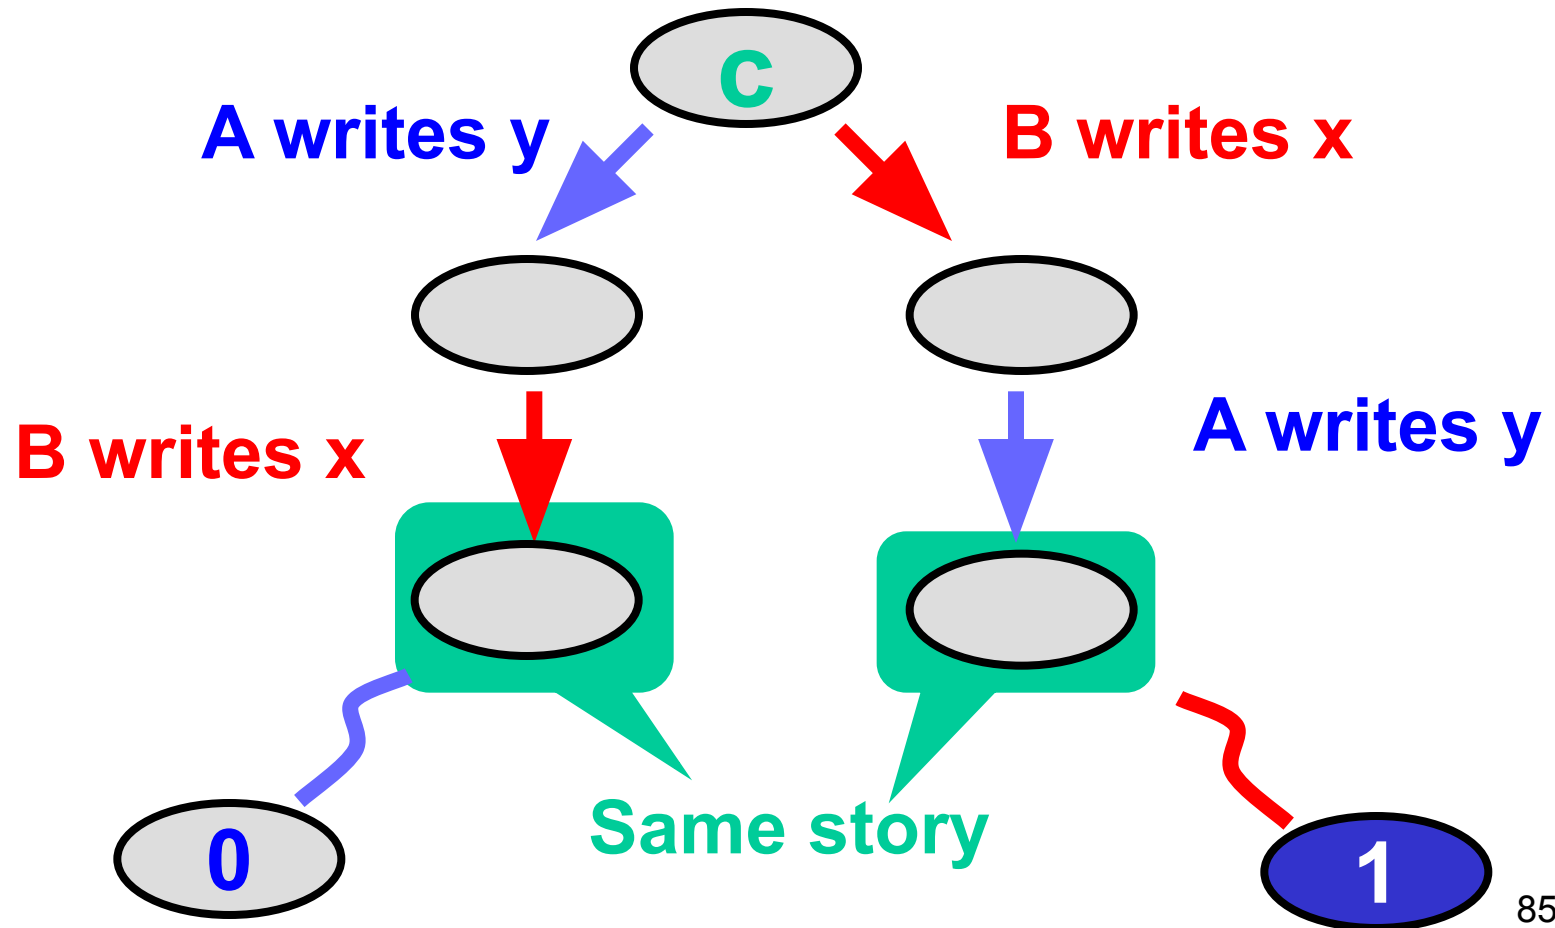 c
A writes y
B writes x
B writes x
A writes y
Same story
0
1
85